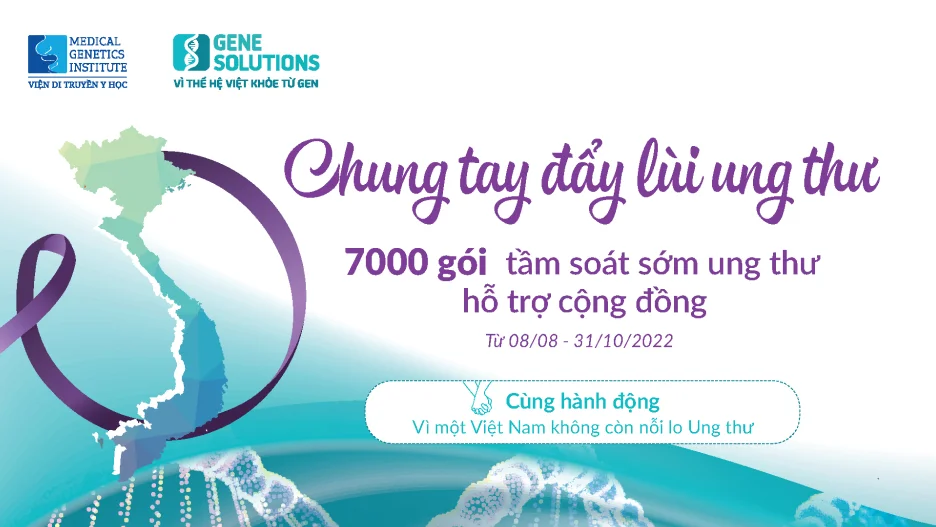 MEDICAL
GENETICS
INSTITUTE
VIỆN DI TRUYỀN Y HỌC
GENE
SOLUTIONS
VÌ THẾ HỆ VIỆT KHỎE TỪ GEN
Chung tay đẩy lùi ung thư
7000 gói tầm soát sớm ung thư
hỗ trợ cộng đồng
Từ 08/08 - 31/10/2022
Cùng hành động
Vì một Việt Nam không còn nỗi lo Ung thư